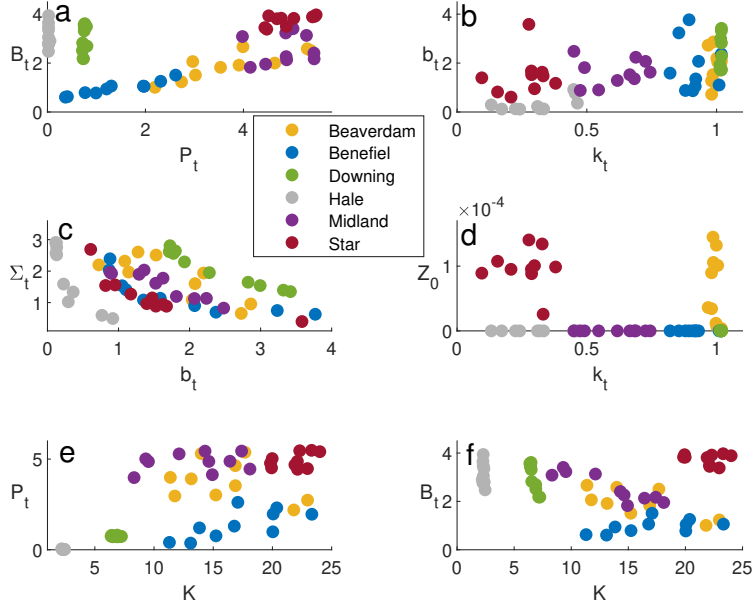 a
4
2
0
B_t
0 2 4
P_t
b
4
2
0
b_t
0 0.5 1
k_t
Beaverdam
Benefiel
Downing
Hale
Midland
Star
c
3
2
1
Σ_t
0 1 2 3 4
b_t
×10⁻⁴
d
1
0
Z_0
0 0.5 1
k_t
e
5
0
P_t
5 10 15 20 25
K
f
4
2
0
B_t
0 5 10 15 20 25
K